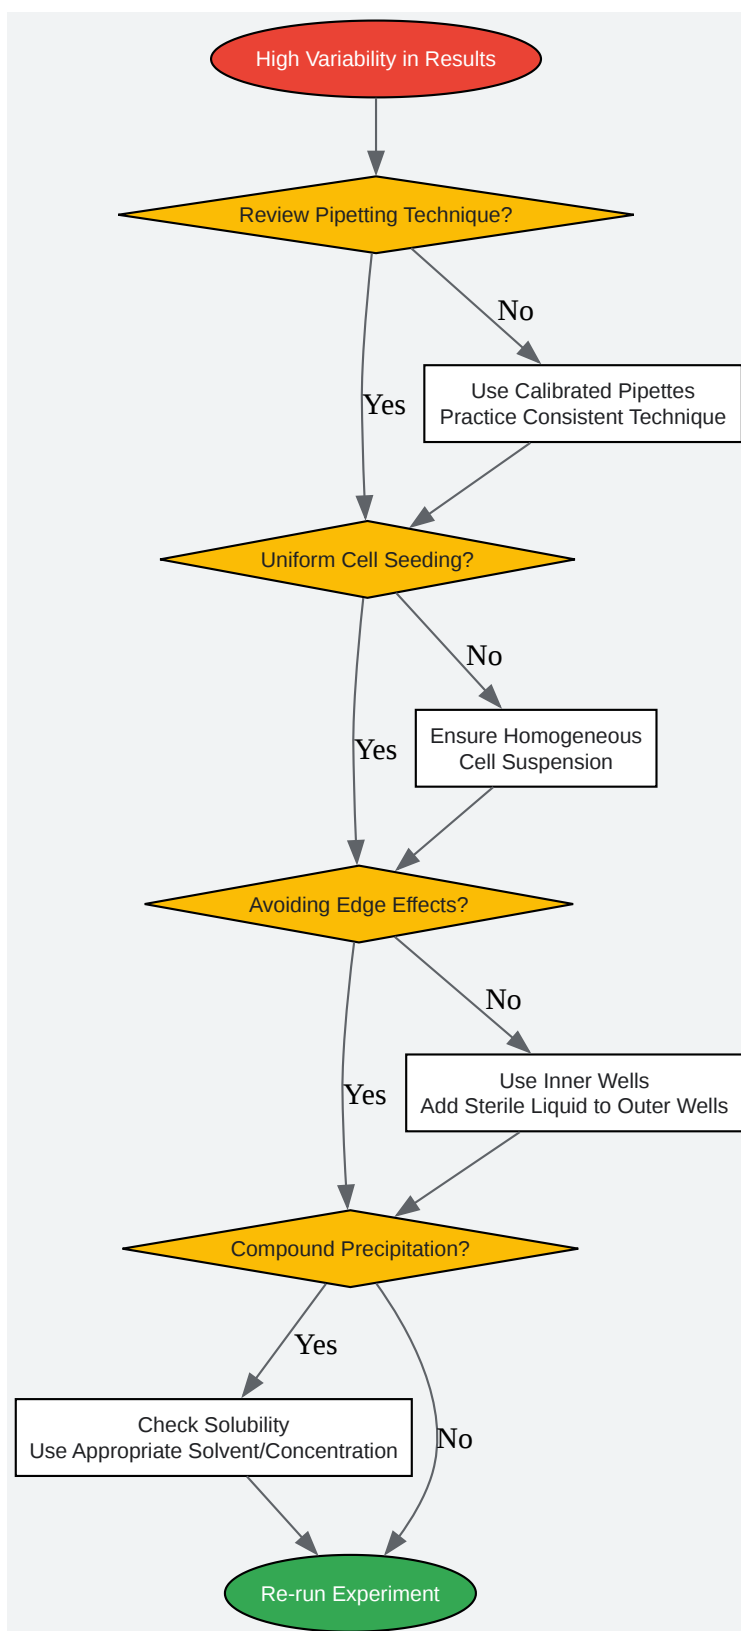 High Variability in Results
Review Pipetting Technique?
No
Use Calibrated Pipettes
Practice Consistent Technique
Yes
Uniform Cell Seeding?
No
Ensure Homogeneous
Cell Suspension
Yes
Avoiding Edge Effects?
No
Use Inner Wells
Add Sterile Liquid to Outer Wells
Yes
Compound Precipitation?
Yes
Check Solubility
Use Appropriate Solvent/Concentration
No
Re-run Experiment